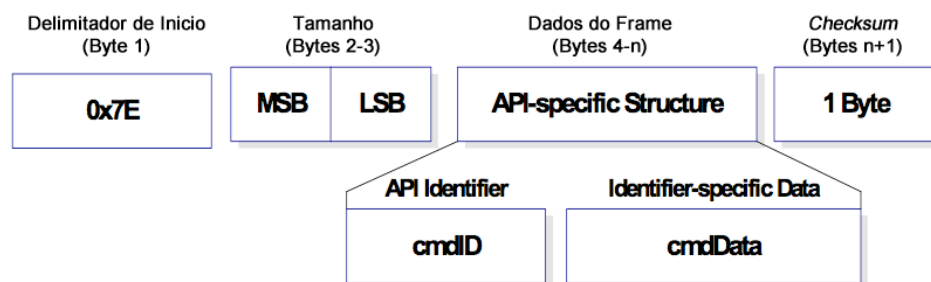 Delimitador de Inicio
(Byte 1)
Tamanho
(Bytes 2-3)
Dados do Frame
(Bytes 4-n)
Checksum
(Bytes n+1)
0x7E
MSB
LSB
API-specific Structure
1 Byte
API Identifier
Identifier-specific Data
cmdID
cmdData